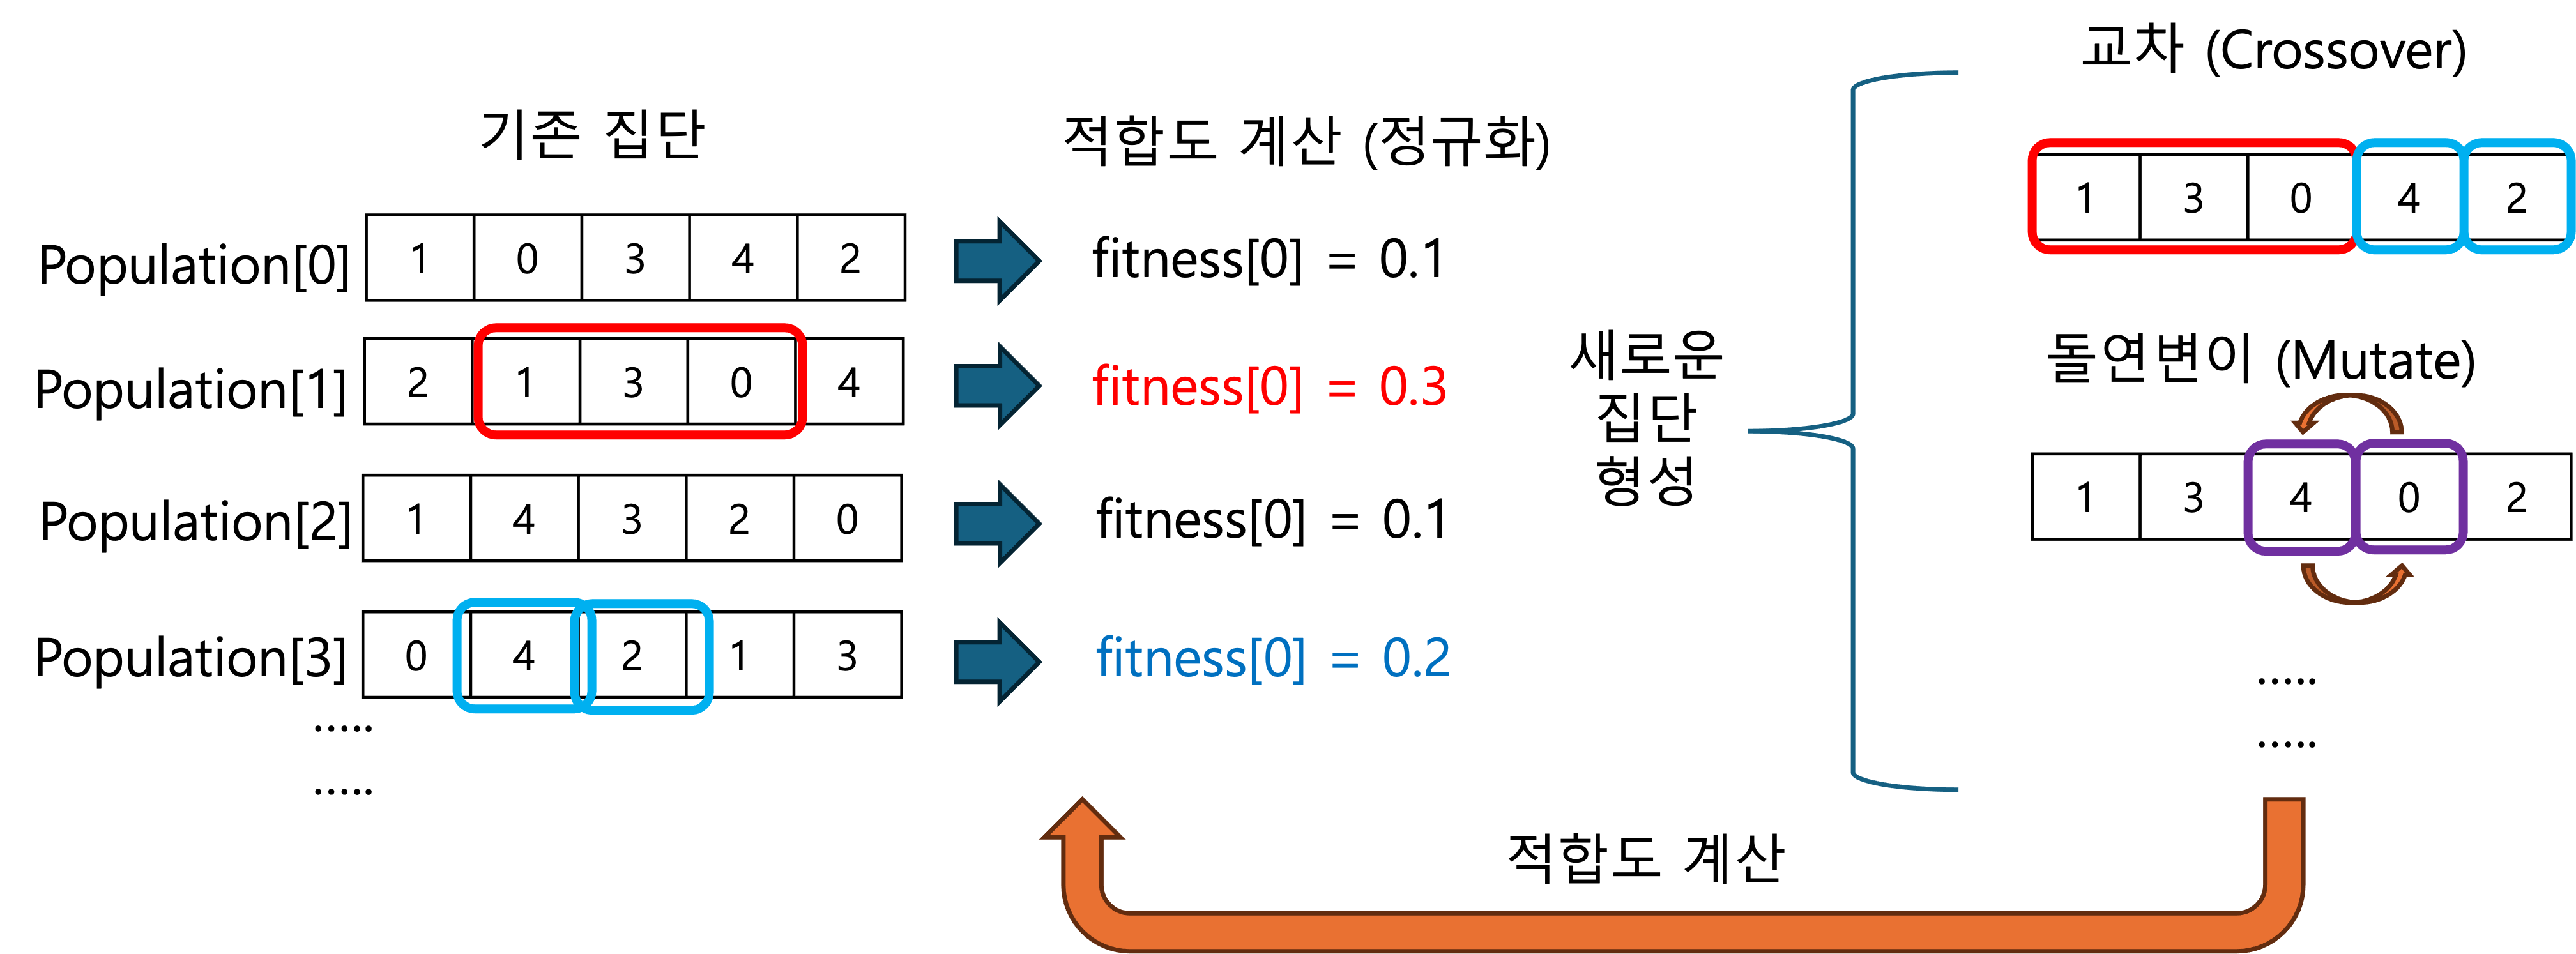 기존 집단
Population[0] 1 0 3 4 2
Population[1] 2 1 3 0 4
Population[2] 1 4 3 2 0
Population[3] 0 4 2 1 3
.....
.....
적합도 계산 (정규화)
fitness[0] = 0.1
fitness[0] = 0.3
fitness[0] = 0.1
fitness[0] = 0.2
새로운
집단
형성
교차 (Crossover)
1 3 0 4 2
돌연변이 (Mutate)
1 3 4 0 2
.....
.....
적합도 계산